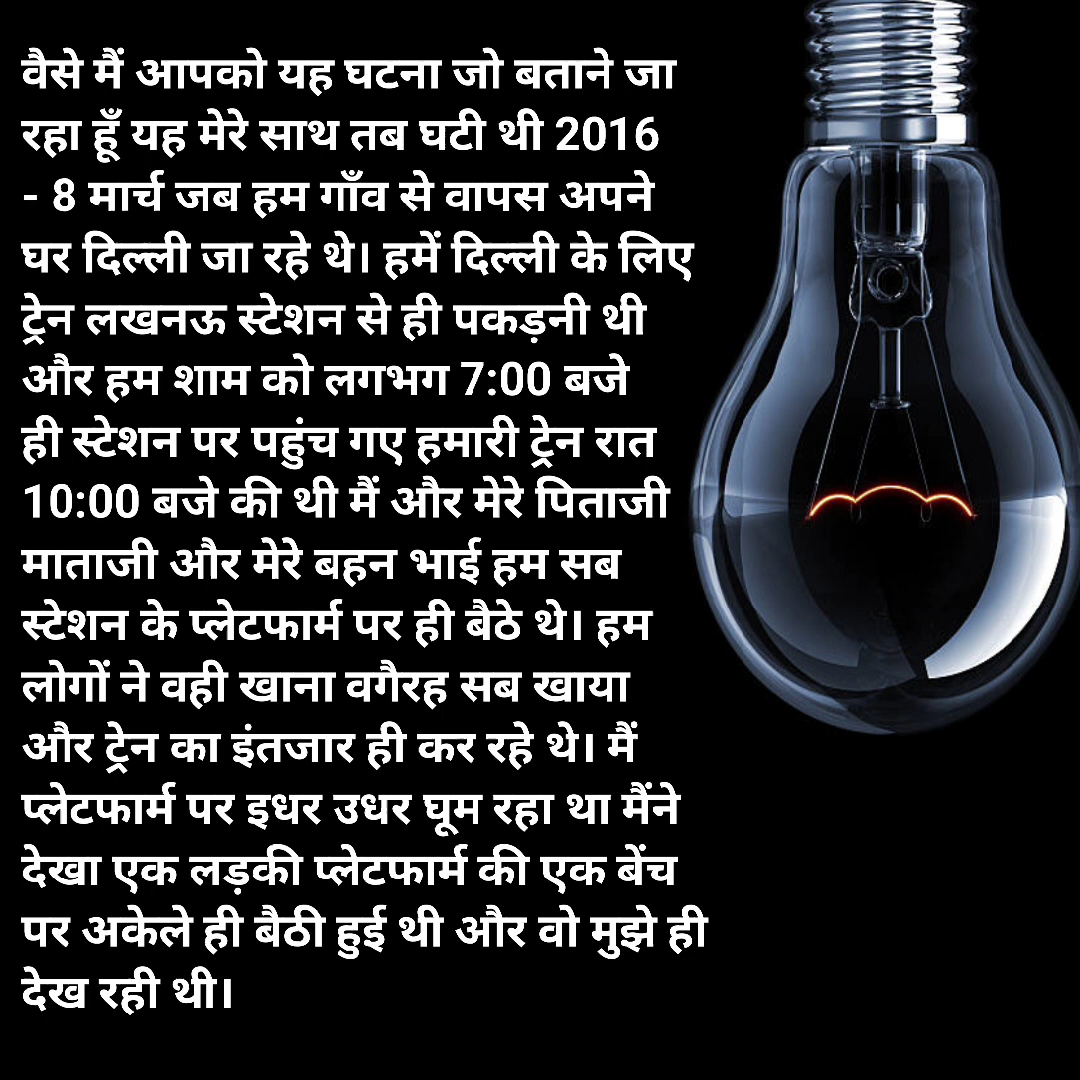 वैसे मैं आपको यह घटना जो बताने जा
रहा हूँ यह मेरे साथ तब घटी थी 2016
- 8 मार्च जब हम गाँव से वापस अपने
घर दिल्ली जा रहे थे। हमें दिल्ली के लिए
ट्रेन लखनऊ स्टेशन से ही पकड़नी थी
और हम शाम को लगभग 7:00 बजे
ही स्टेशन पर पहुंच गए हमारी ट्रेन रात
10:00 बजे की थी मैं और मेरे पिताजी
माताजी और मेरे बहन भाई हम सब
स्टेशन के प्लेटफार्म पर ही बैठे थे। हम
लोगों ने वही खाना वगैरह सब खाया
और ट्रेन का इंतजार ही कर रहे थे। मैं
प्लेटफार्म पर इधर उधर घूम रहा था मैंने
देखा एक लड़की प्लेटफार्म की एक बेंच
पर अकेले ही बैठी हुई थी और वो मुझे ही
देख रही थी।